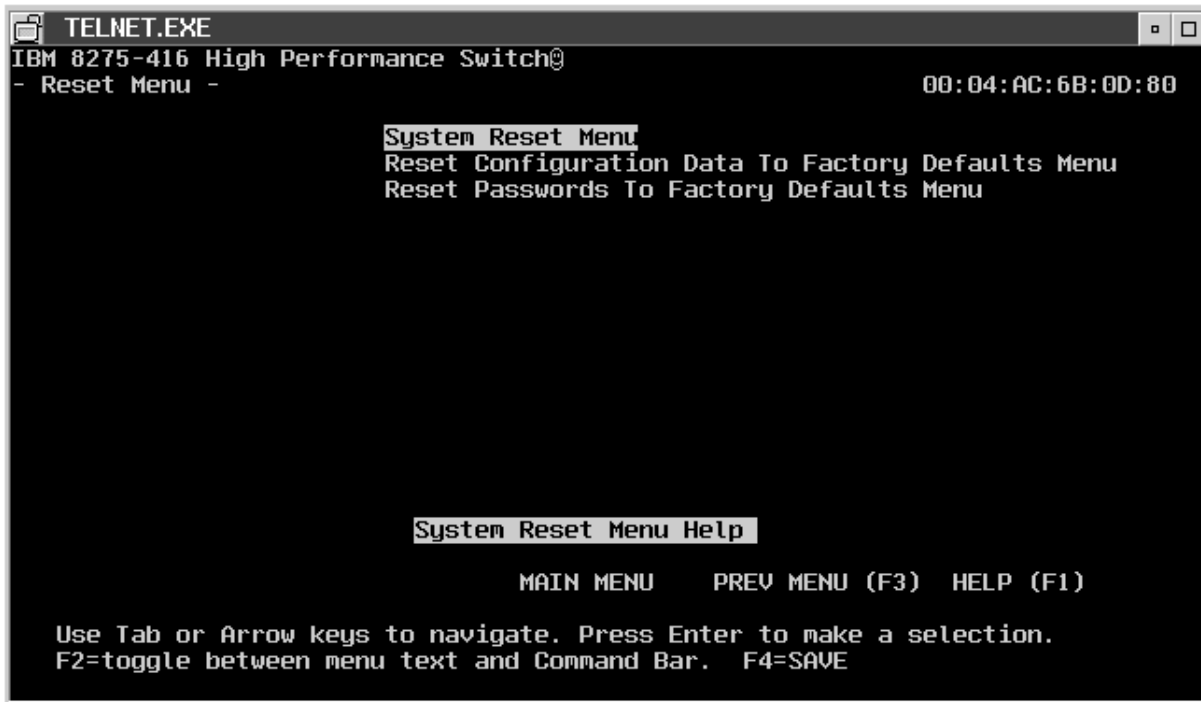 TELNET.EXE
IBM 8275-416 High Performance Switch
- Reset Menu - 00:04:AC:6B:0D:80
System Reset Menu
Reset Configuration Data To Factory Defaults Menu
Reset Passwords To Factory Defaults Menu
System Reset Menu Help
MAIN MENU PREV MENU (F3) HELP (F1)
Use Tab or Arrow keys to navigate. Press Enter to make a selection.
F2=toggle between menu text and Command Bar. F4=SAVE